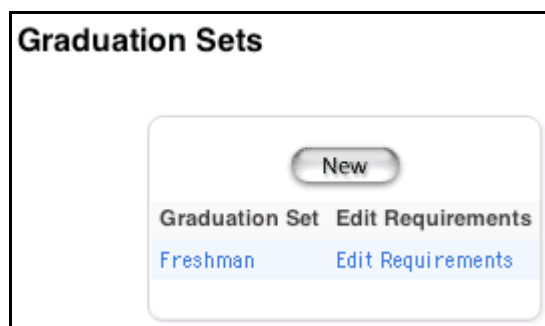 Graduation Sets
New
Graduation Set Edit Requirements
Freshman Edit Requirements